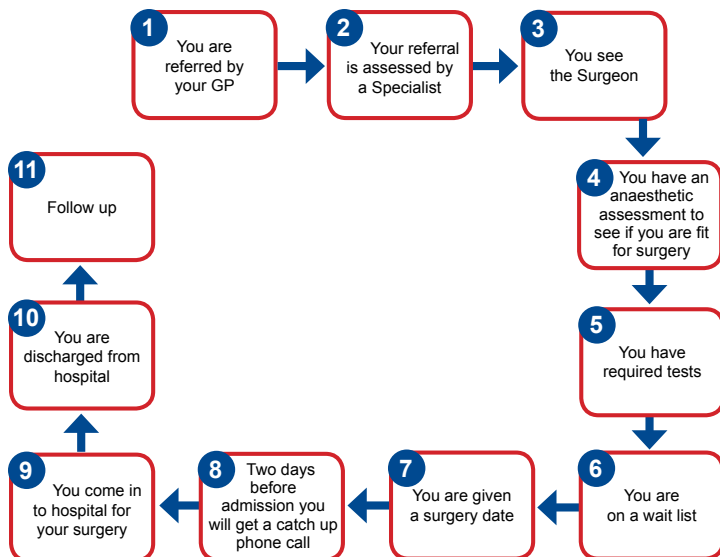 1
You are
referred by
your GP
2
Your referral
is assessed by
a Specialist
3
You see
the Surgeon
4
You have an
anaesthetic
assessment to
see if you are fit
for surgery
5
You have
required tests
6
You are
on a wait list
7
You are given
a surgery date
8
Two days
before
admission you
will get a catch up
phone call
9
You come in
to hospital for
your surgery
10
You are
discharged from
hospital
11
Follow up